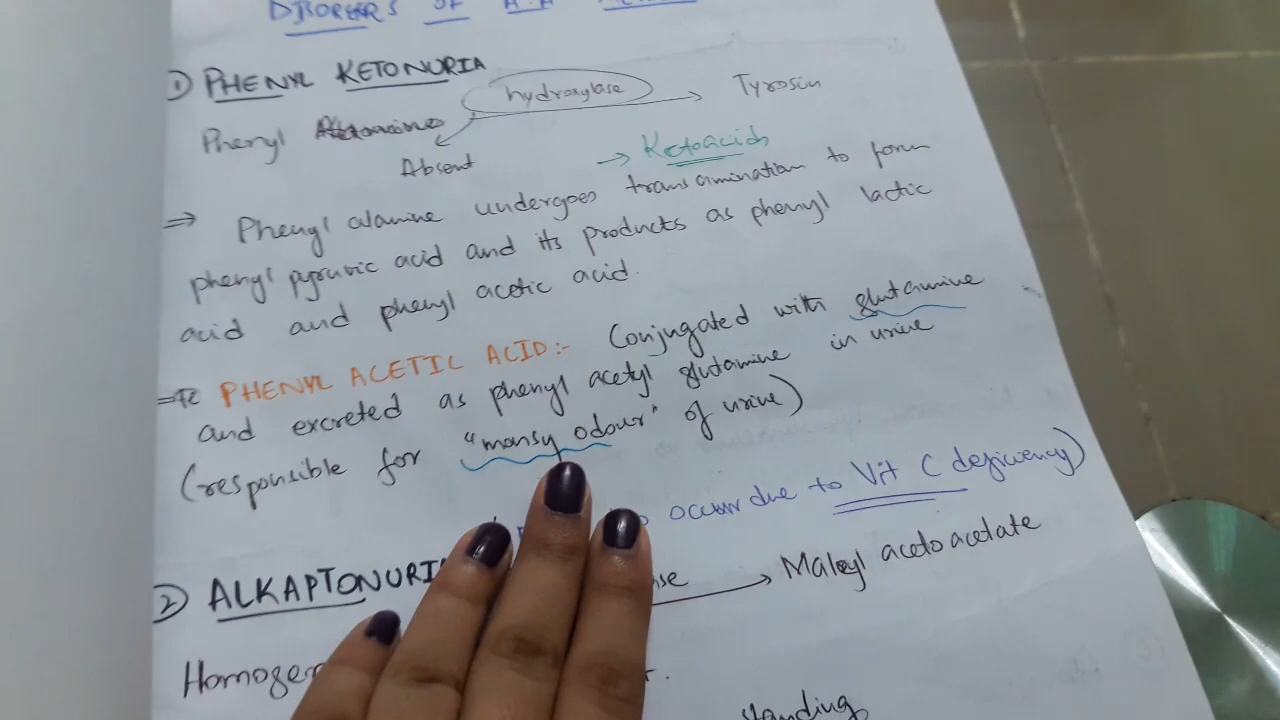 DISORDERS OF A.A
1) PHENYL KETONURIA
hydroxylase
Phenyl Alanine → Tyrosin
Absent
→ Ketoacids
⇒ Phenyl alanine undergoes transamination to form
phenyl pyruvic acid and its products as phenyl lactic
acid and phenyl acetic acid.
PHENYL ACETIC ACID:- Conjugated with glutamine
and excreted as phenyl acetyl glutamine in urine
(responsible for "mousy odour" of urine)
occur due to Vit C deficiency)
2) ALKAPTONURI
→ Maleyl acetoacetate
Homogen
standing